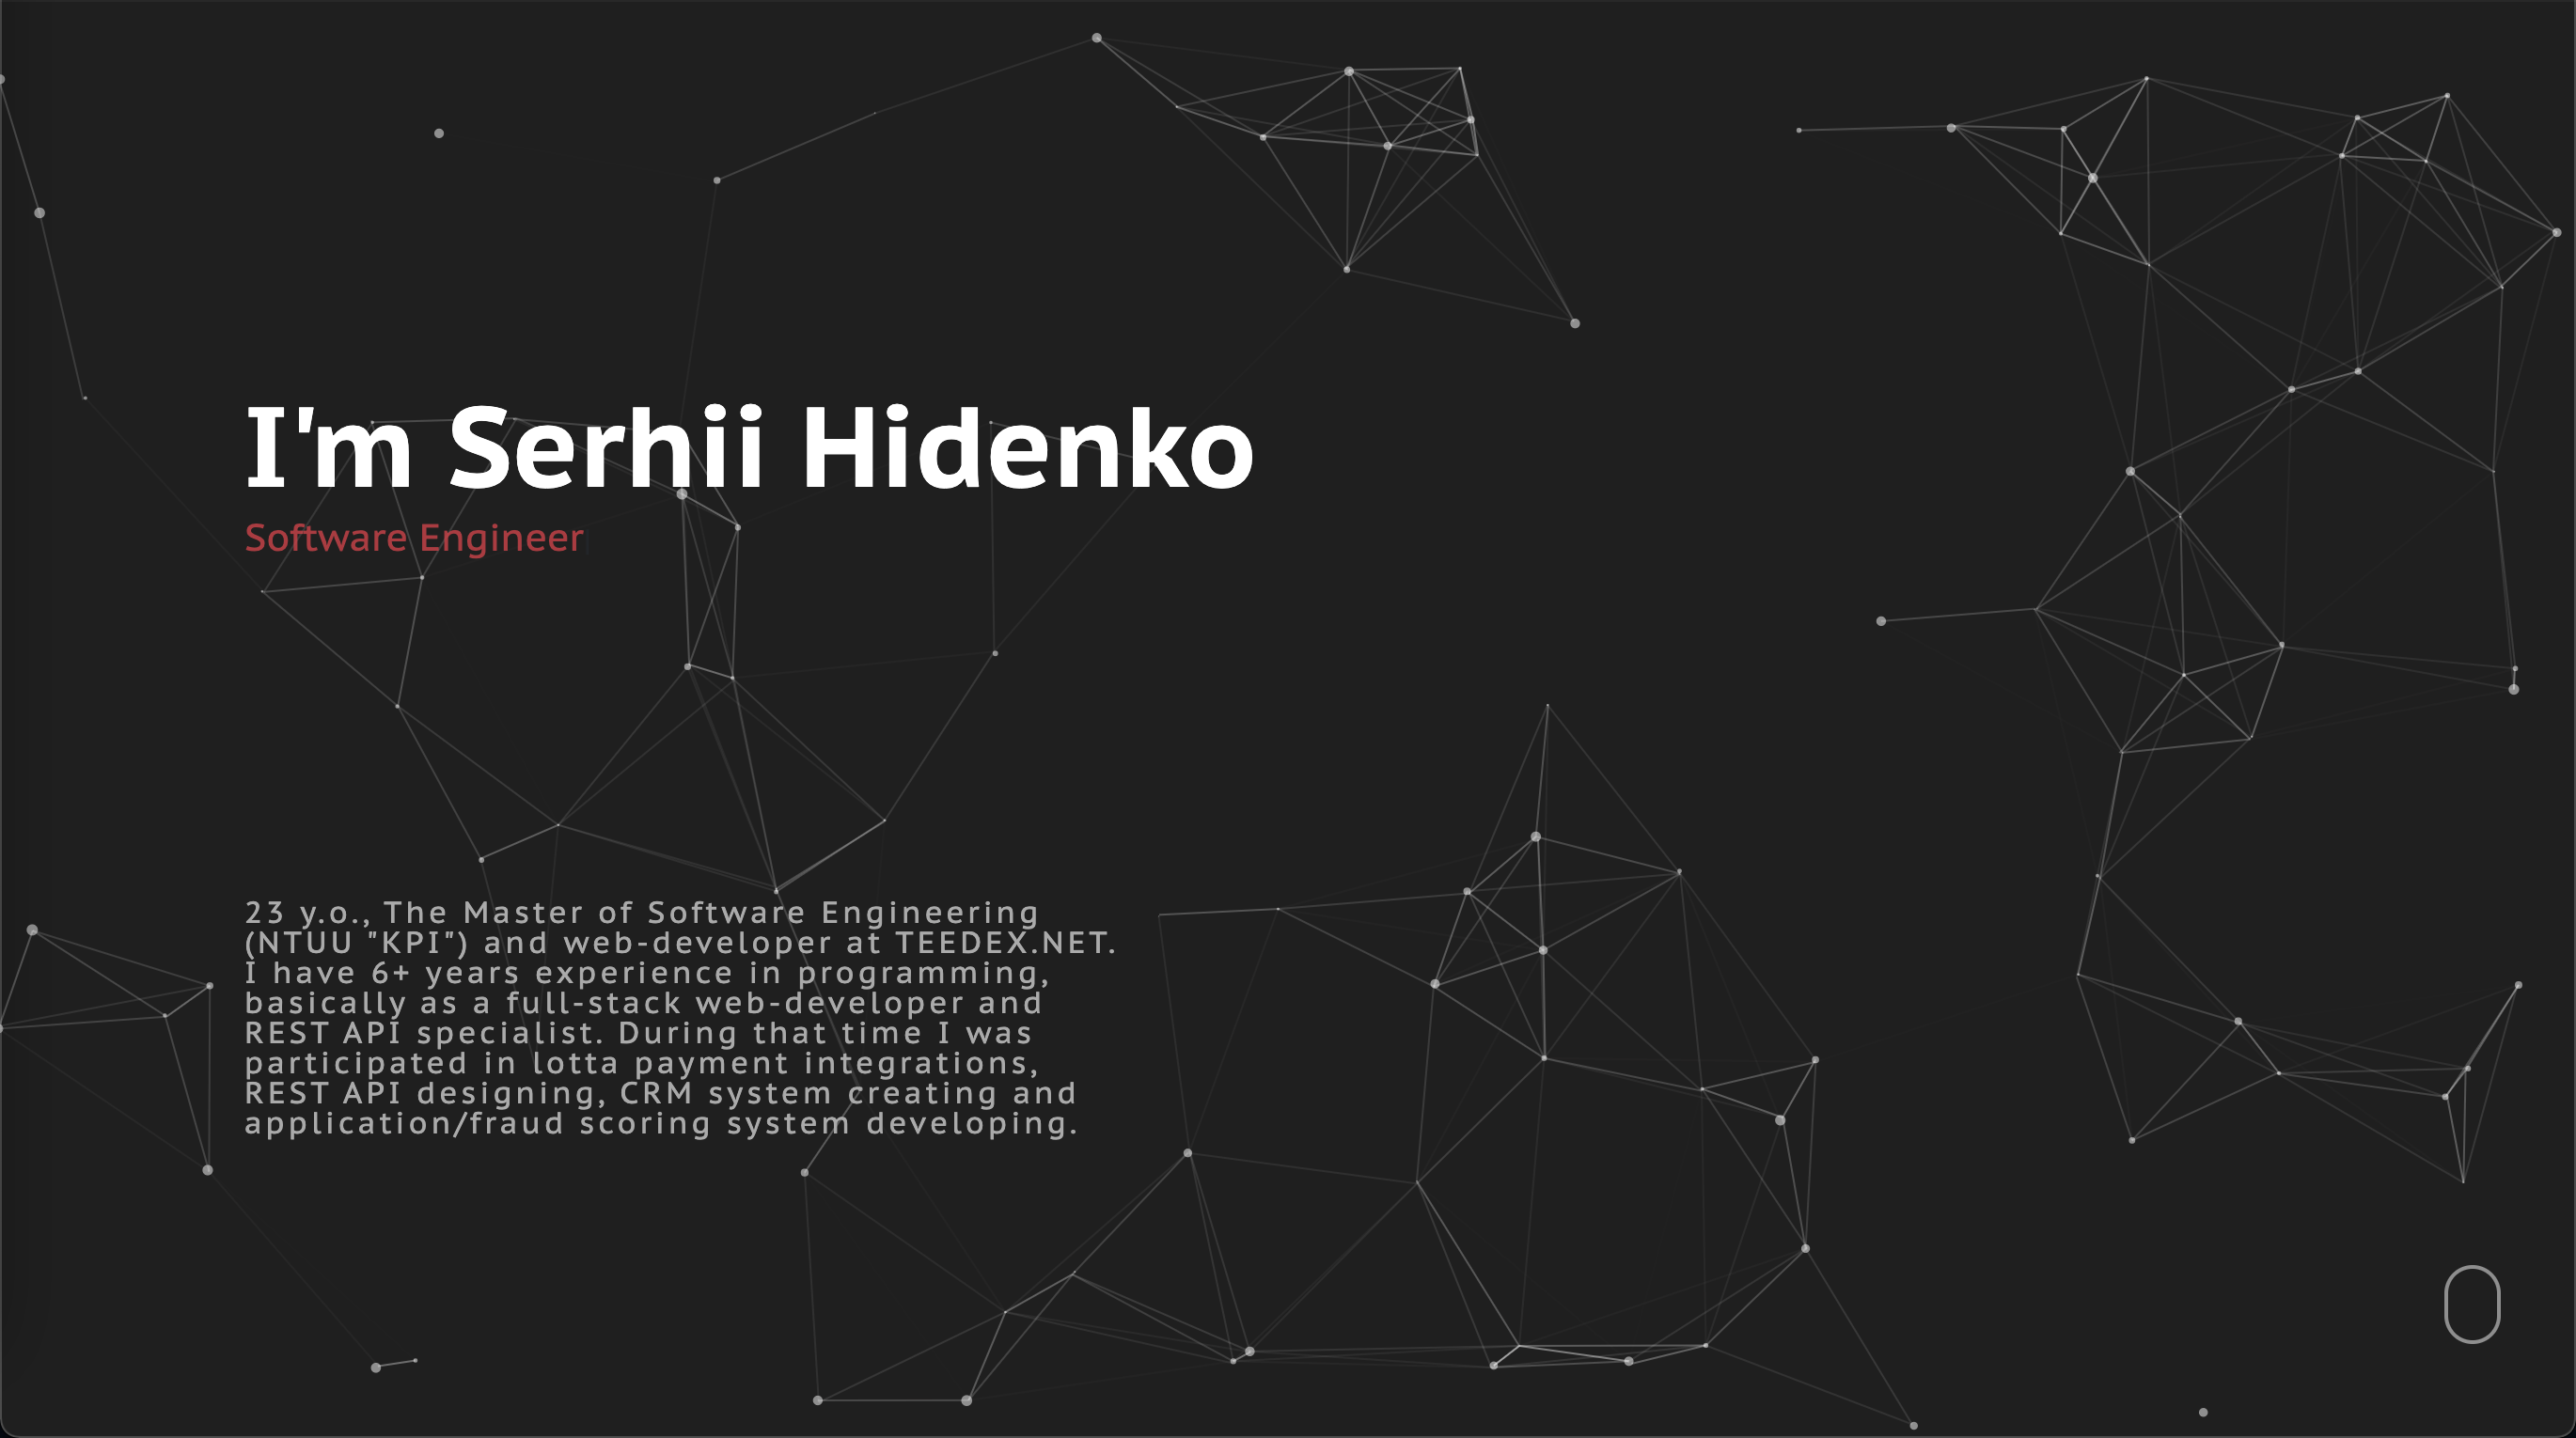 I'm Serhii Hidenko
Software Engineer
23 y.o., The Master of Software Engineering
(NTUU "KPI") and web-developer at TEEDEX.NET.
I have 6+ years experience in programming,
basically as a full-stack web-developer and
REST API specialist. During that time I was
participated in lotta payment integrations,
REST API designing, CRM system creating and
application/fraud scoring system developing.